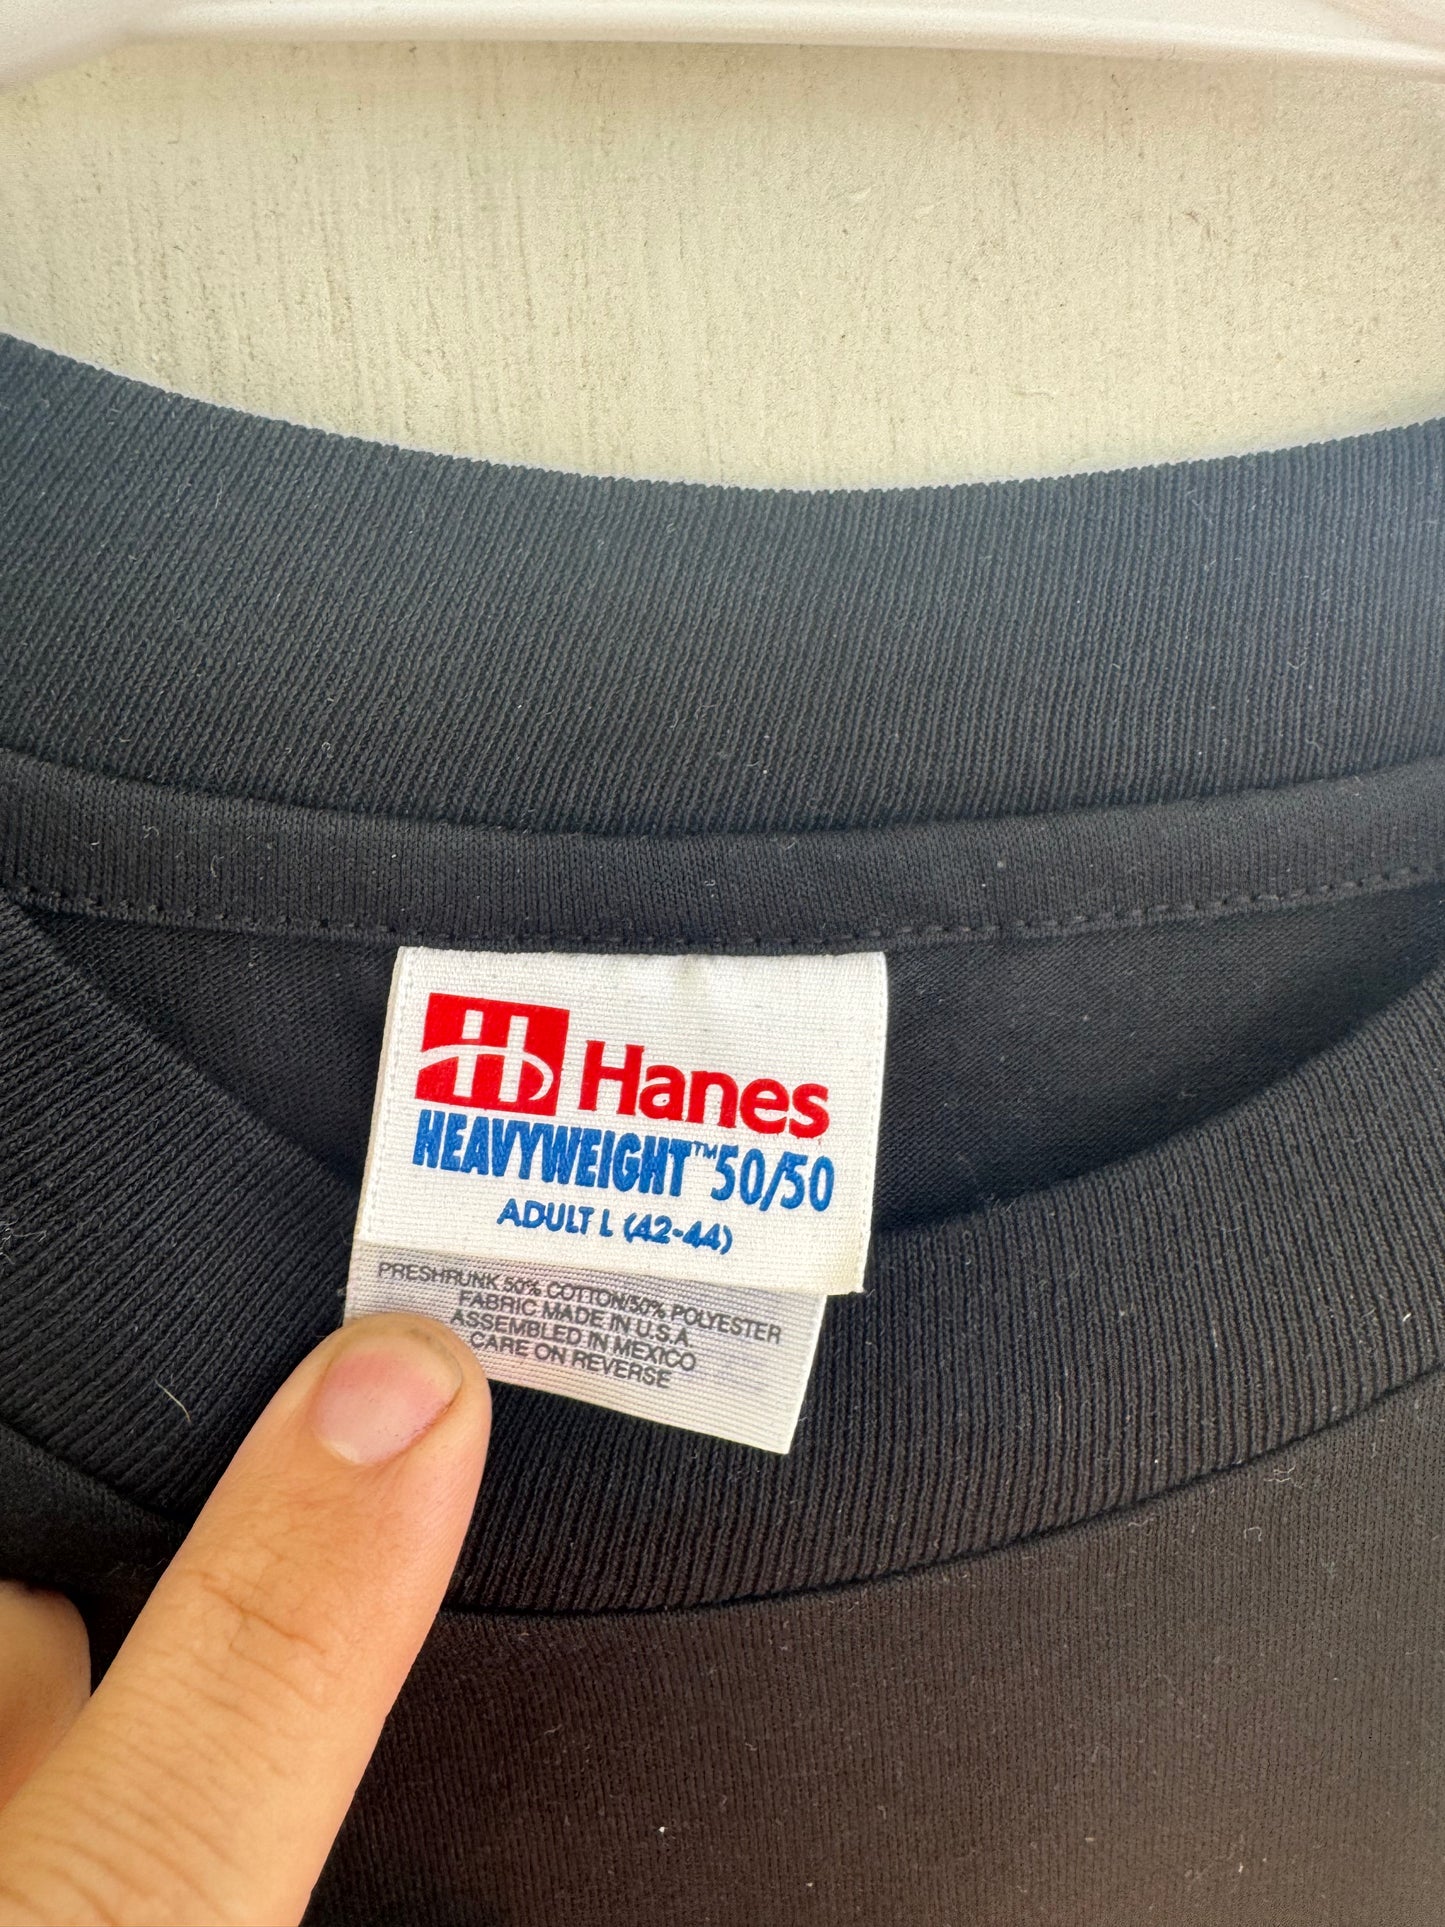 H Hanes
HEAVYWEIGHT™ 50/50
ADULT L (42-44)
PRESHRUNK 50% COTTON/50% POLYESTER
FABRIC MADE IN U.S.A.
ASSEMBLED IN MEXICO
CARE ON REVERSE